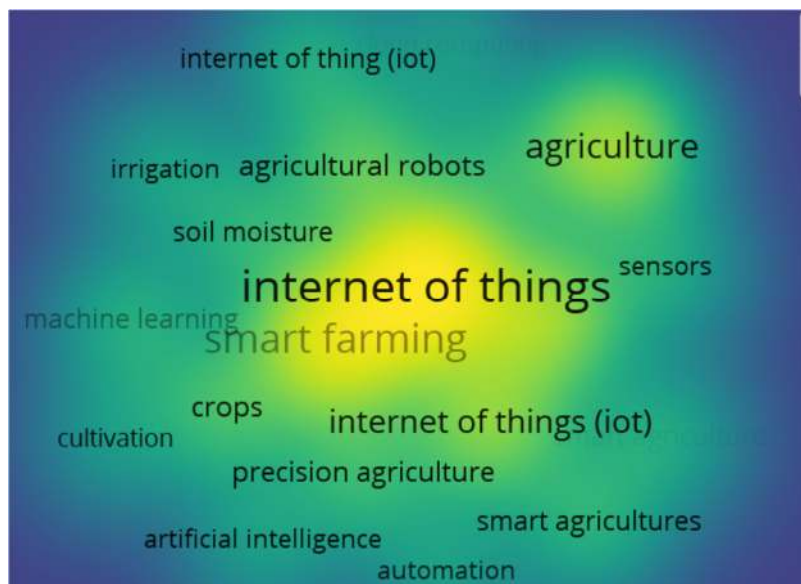 internet of thing (iot)
agriculture
irrigation
agricultural robots
soil moisture
sensors
internet of things
machine learning
smart farming
crops
internet of things (iot)
cultivation
precision agriculture
smart agricultures
artificial intelligence
automation